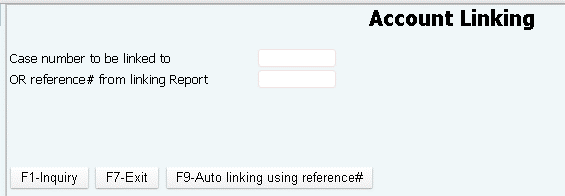 Account Linking
Case number to be linked to
OR reference# from linking Report
F1-Inquiry F7-Exit F9-Auto linking using reference#